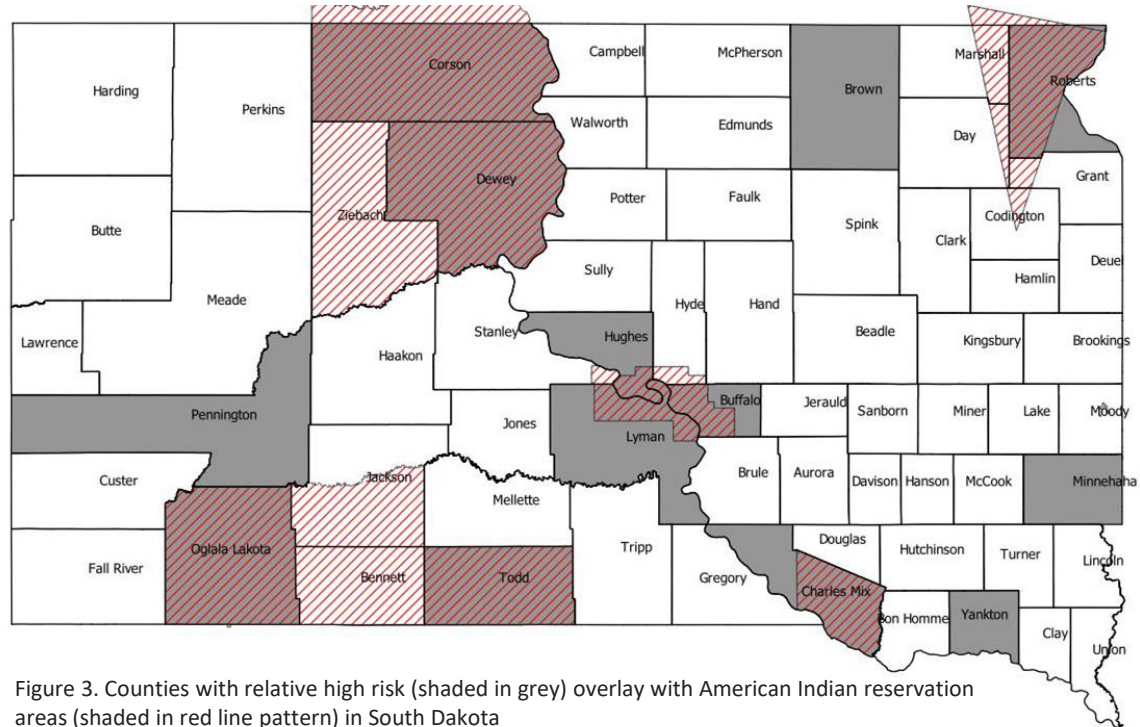 Campbell
McPherson
Marshall
Corson
Roberts
Harding
Brown
Perkins
Walworth
Edmunds
Day
Dewey
Grant
Potter
Faulk
Ziebach
Codington
Butte
Spink
Clark
Deuel
Sully
Hamlin
Meade
Hyde
Hand
Stanley
Beadle
Hughes
Kingsbury
Brookings
Lawrence
Haakon
Buffalo
Jerauld
Pennington
Sanborn
Miner
Lake
Moody
Jones
Lyman
Custer
Jackson
Brule
Aurora
Davison
Hanson
McCook
Minnehaha
Mellette
Douglas
Oglala Lakota
Tripp
Hutchinson
Turner
Lincoln
Fall River
Bennett
Todd
Gregory
Charles Mix
Bon Homme
Yankton
Clay
Union
Figure 3. Counties with relative high risk (shaded in grey) overlay with American Indian reservation
areas (shaded in red line pattern) in South Dakota